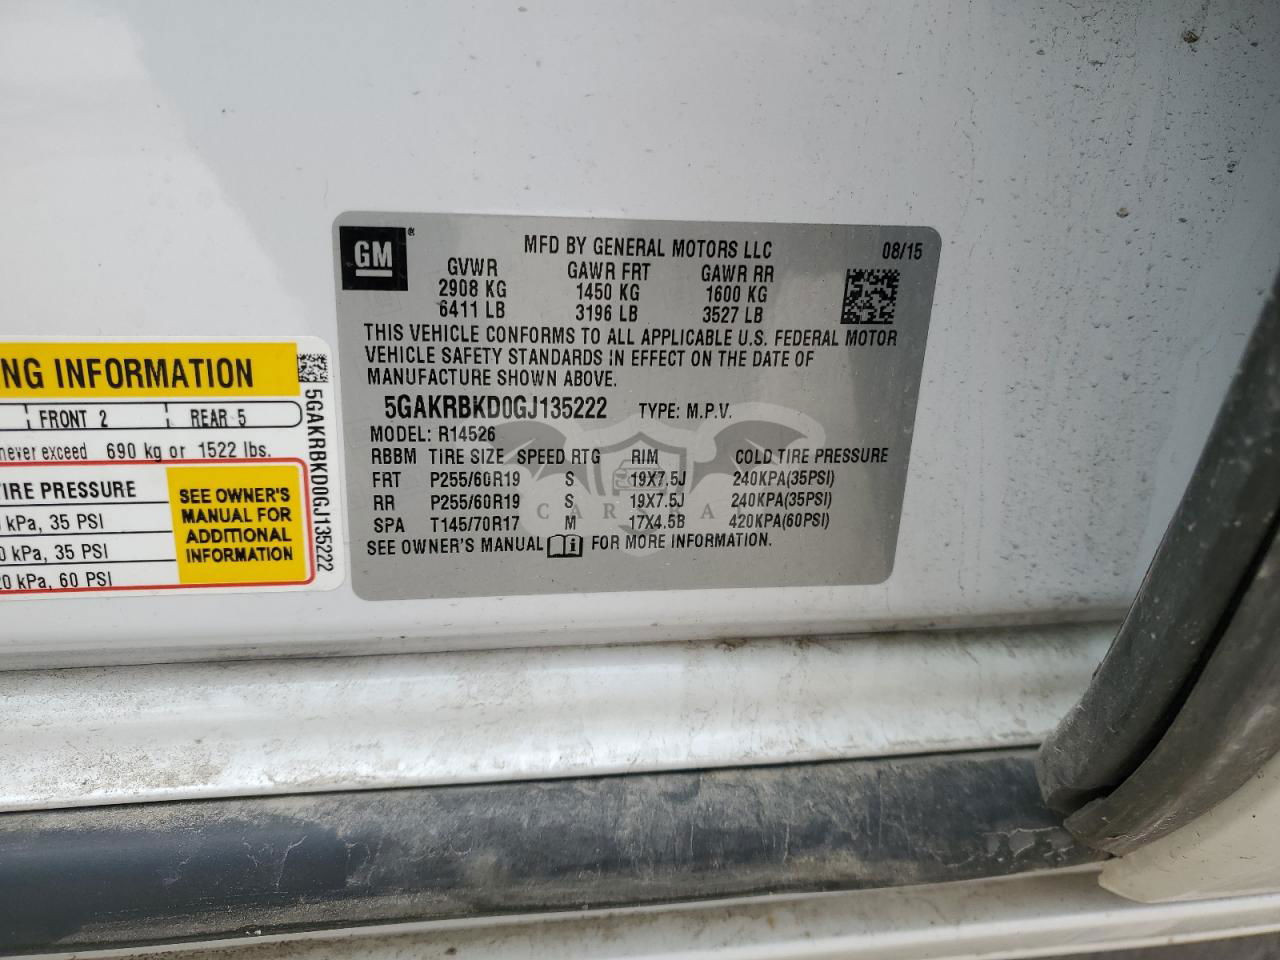 GM ®
MFD BY GENERAL MOTORS LLC 08/15
GVWR GAWR FRT GAWR RR
2908 KG 1450 KG 1600 KG
6411 LB 3196 LB 3527 LB
THIS VEHICLE CONFORMS TO ALL APPLICABLE U.S. FEDERAL MOTOR
VEHICLE SAFETY STANDARDS IN EFFECT ON THE DATE OF
MANUFACTURE SHOWN ABOVE.
5GAKRBKD0GJ135222 TYPE: M.P.V.
MODEL: R14526
RBBM TIRE SIZE SPEED RTG RIM COLD TIRE PRESSURE
FRT P255/60R19 S 19X7.5J 240KPA(35PSI)
RR P255/60R19 S 19X7.5J 240KPA(35PSI)
SPA T145/70R17 M 17X4.5B 420KPA(60PSI)
SEE OWNER'S MANUAL FOR MORE INFORMATION.
NG INFORMATION
FRONT 2 REAR 5
never exceed 690 kg or 1522 lbs.
IRE PRESSURE
kPa, 35 PSI
0 kPa, 35 PSI
20 kPa, 60 PSI
SEE OWNER'S
MANUAL FOR
ADDITIONAL
INFORMATION
5GAKRBKD0GJ135222